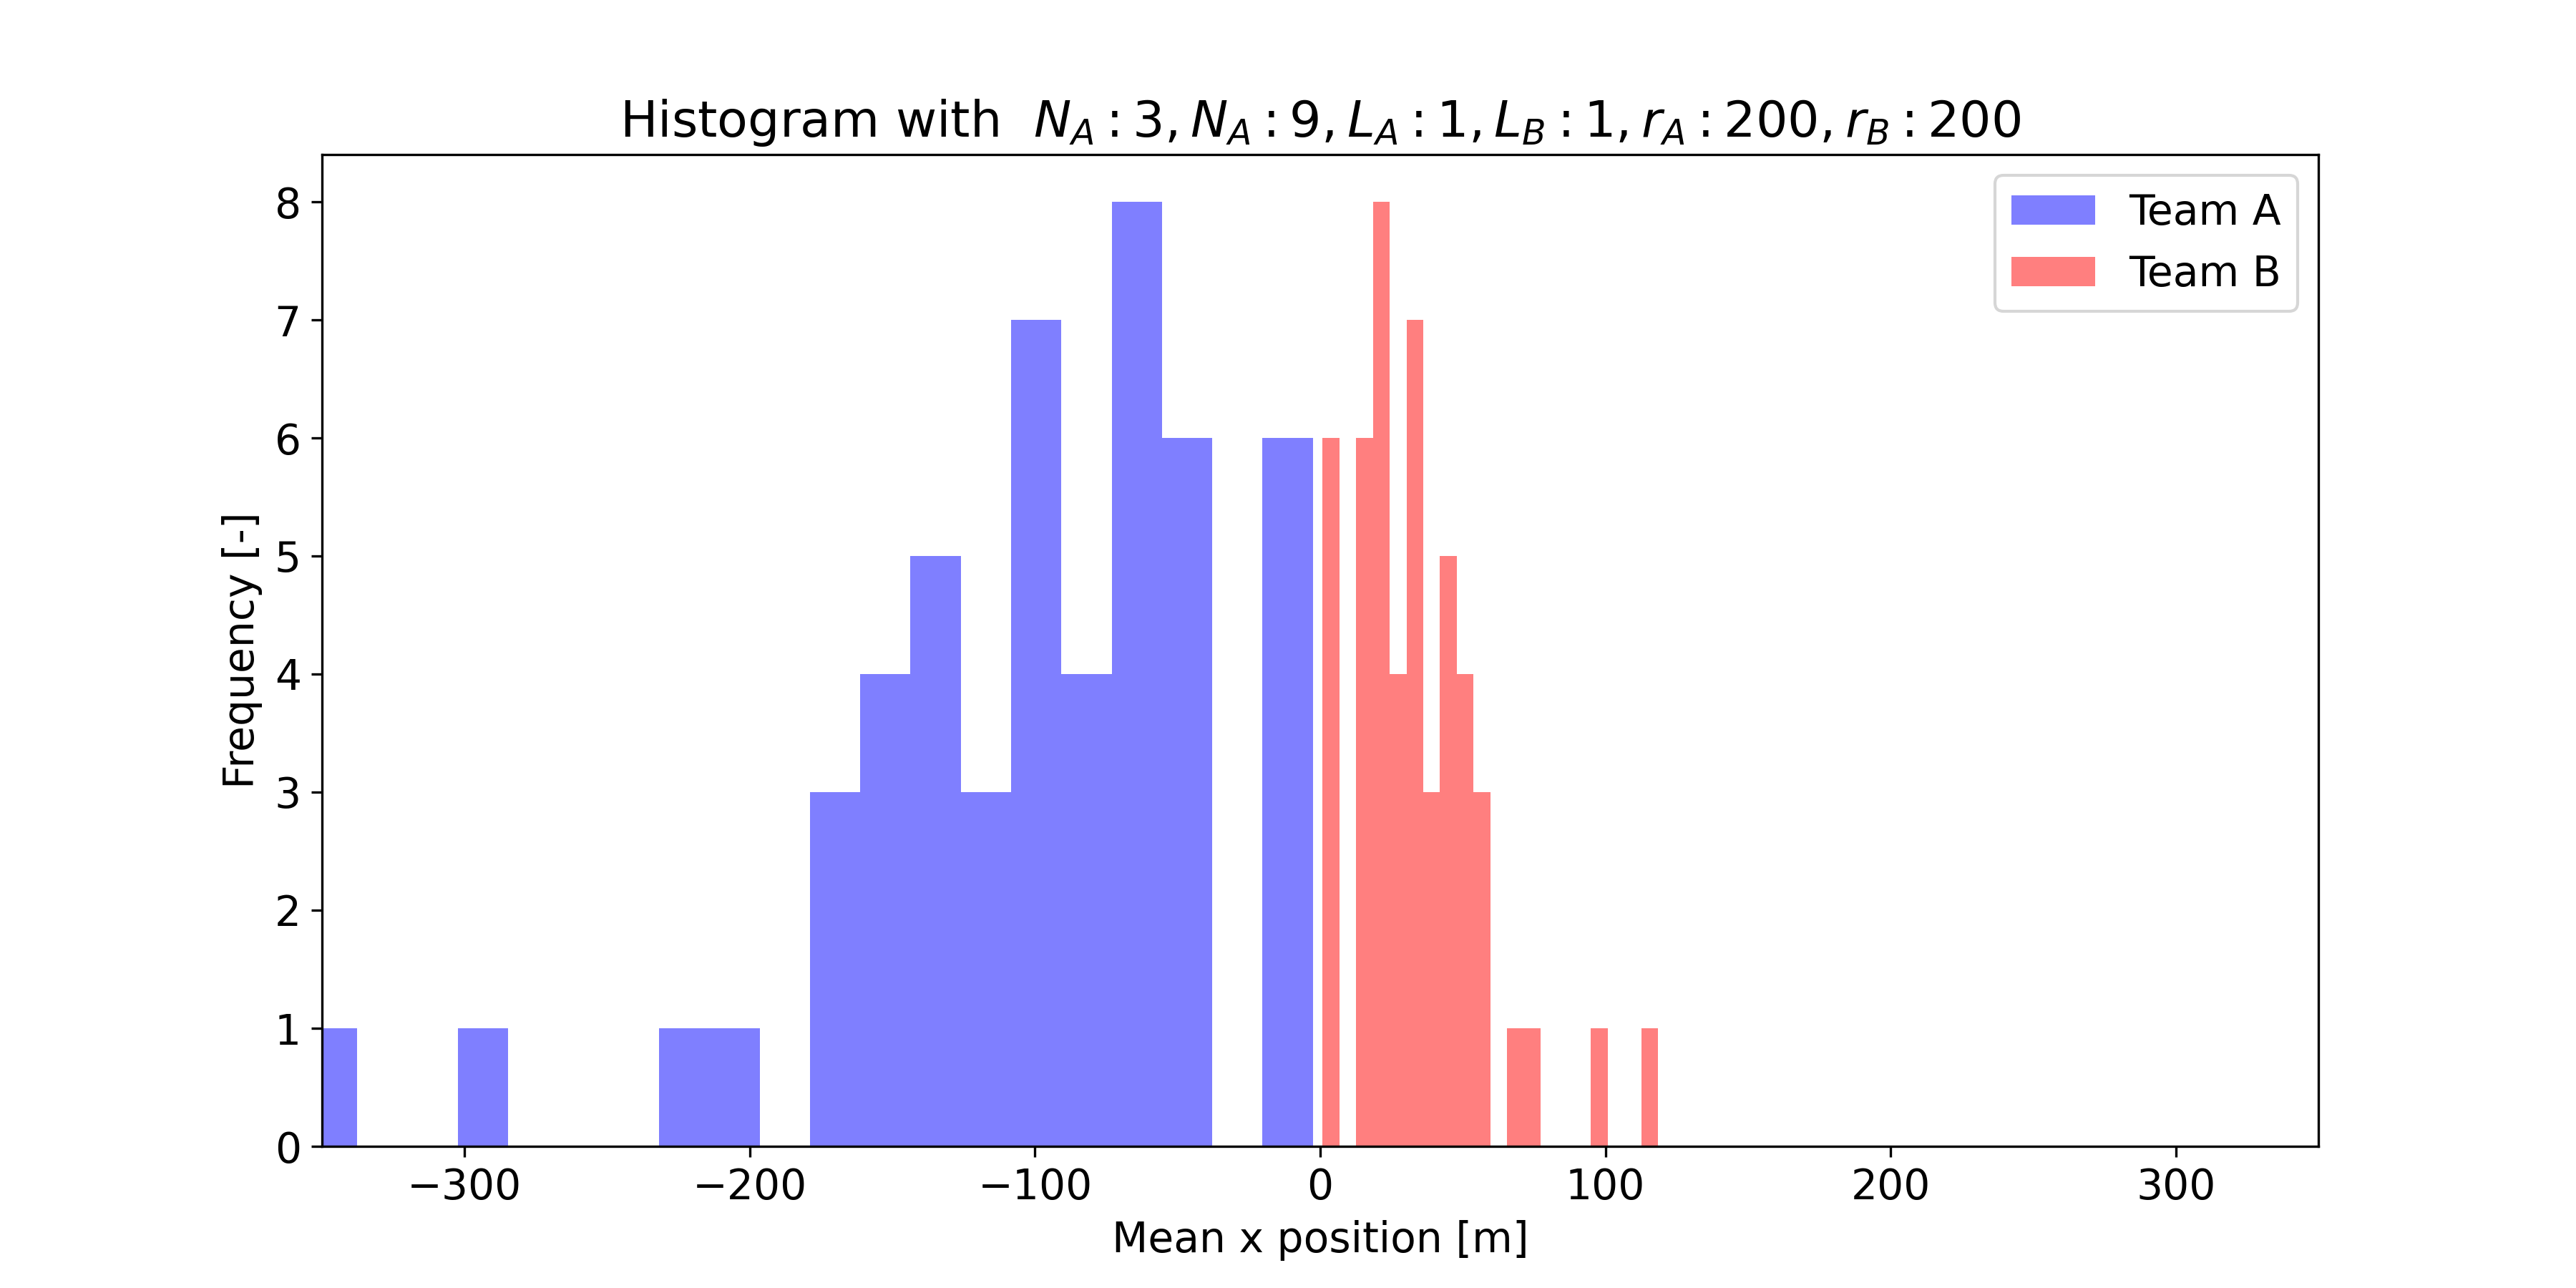 Histogram with N_A : 3, N_A : 9, L_A : 1, L_B : 1, r_A : 200, r_B : 200
Team A
Team B
8
7
6
5
4
3
2
1
0
Frequency [-]
−300 −200 −100 0 100 200 300
Mean x position [m]